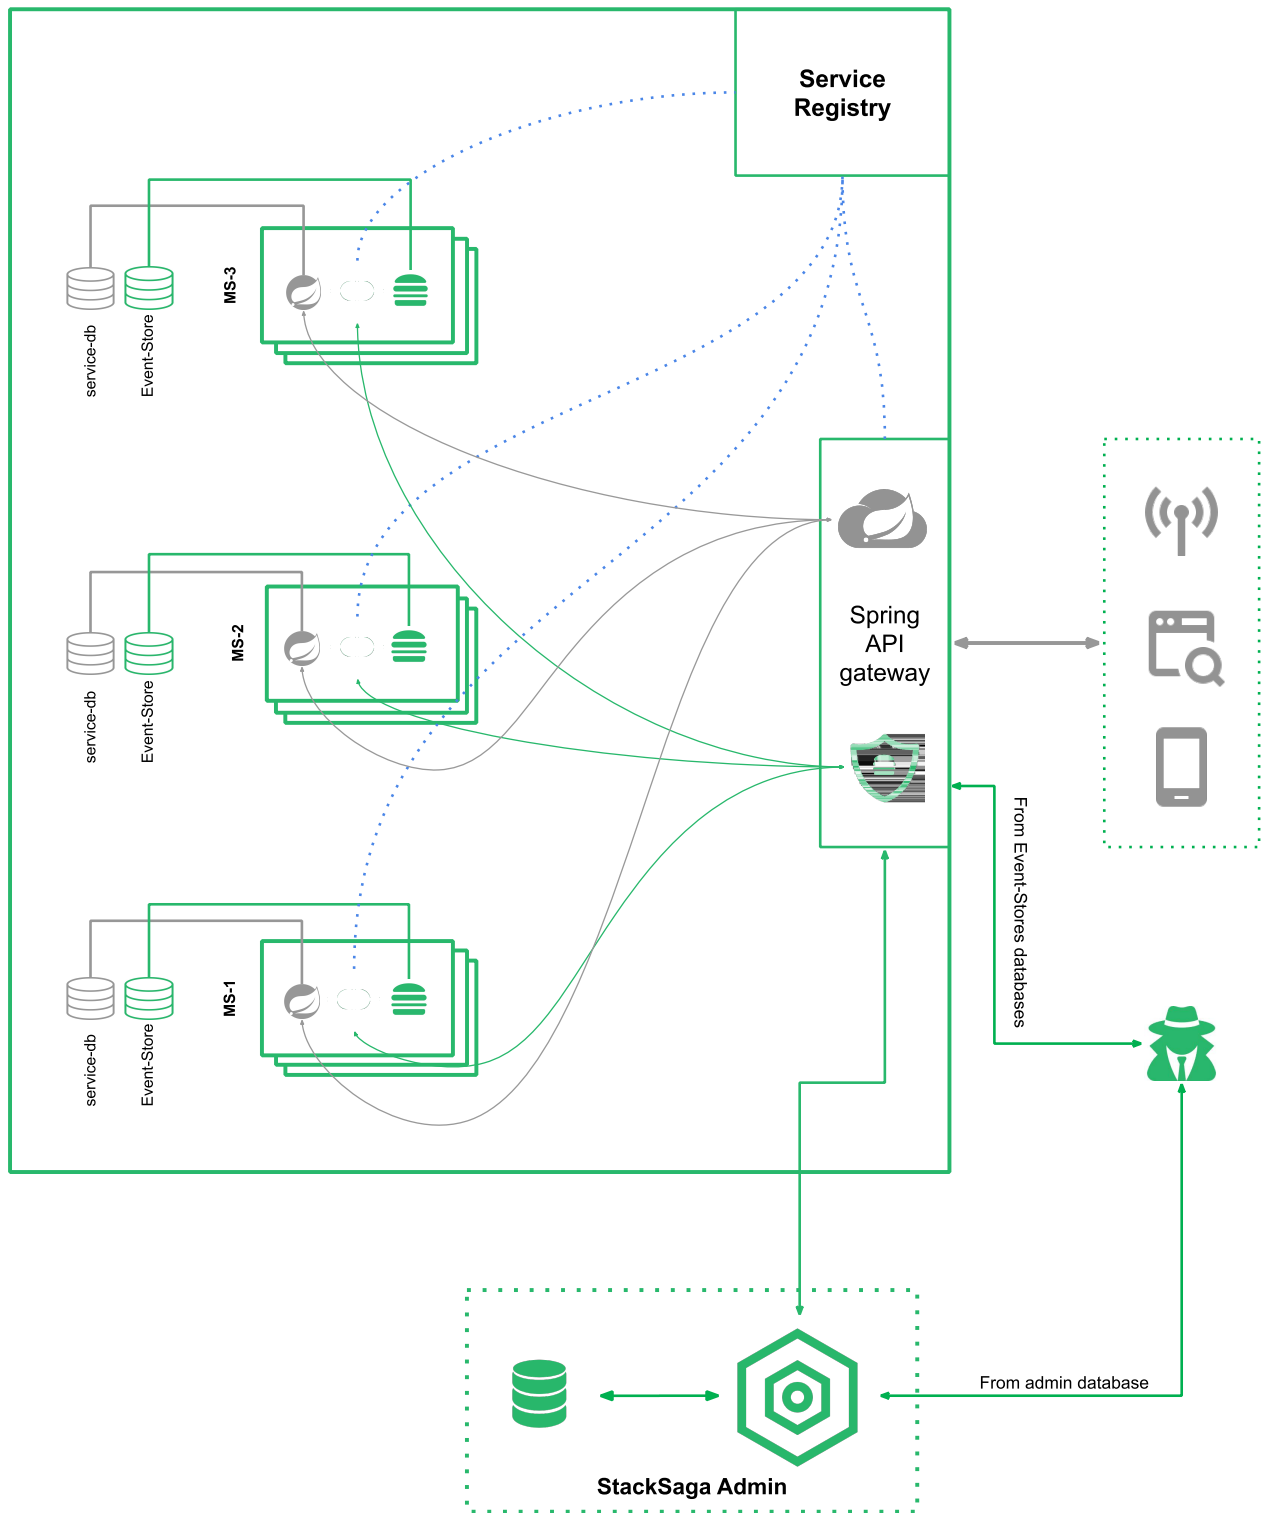 Service
Registry
MS-3
service-db
Event-Store
MS-2
service-db
Event-Store
Spring
API
gateway
From Event-Stores databases
MS-1
service-db
Event-Store
From admin database
StackSaga Admin